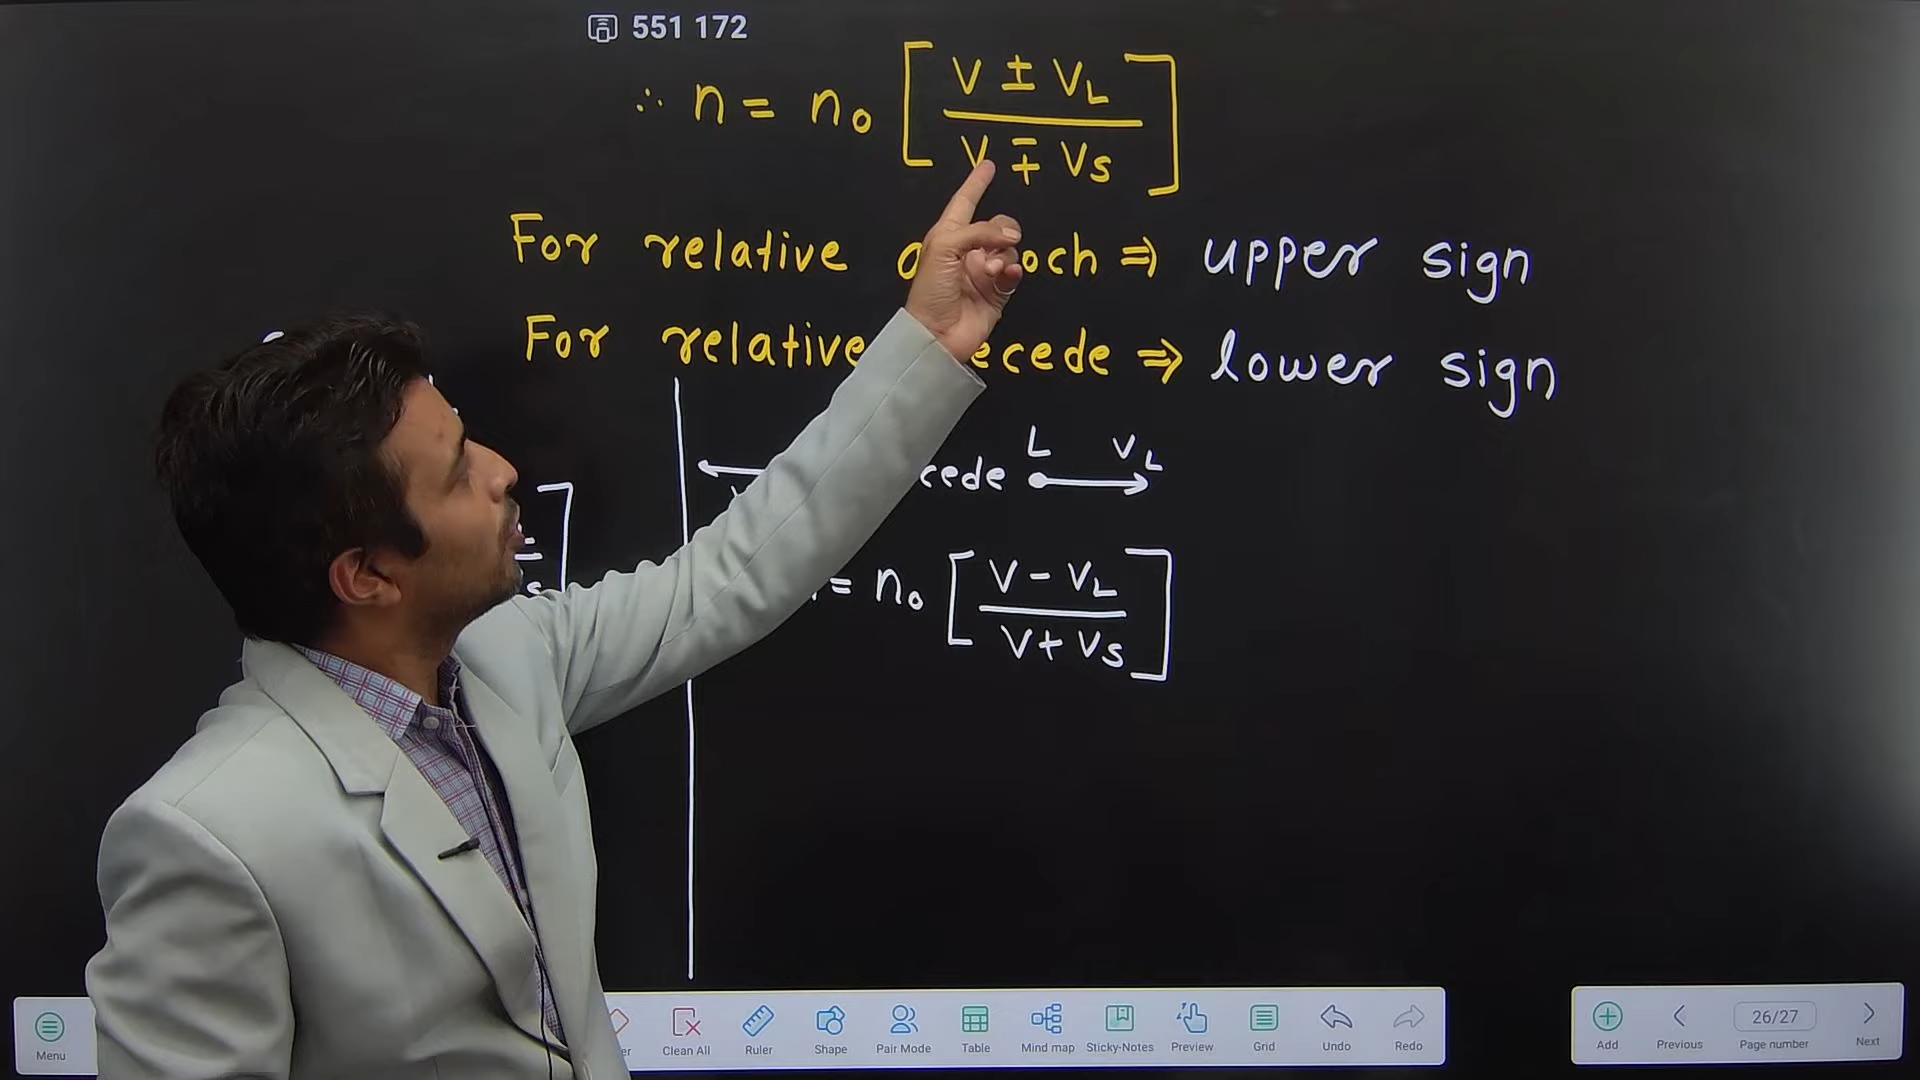 551 172
∴ n = n₀ [ V ± V_L / V ∓ V_S ]
For relative ⇒ upper sign
For relative ⇒ lower sign
L V_L
= n₀ [ V - V_L / V + V_S ]
Menu
Clean All
Ruler
Shape
Pair Mode
Table
Mind map
Sticky-Notes
Preview
Grid
Undo
Redo
Add
Previous
26/27
Page number
Next